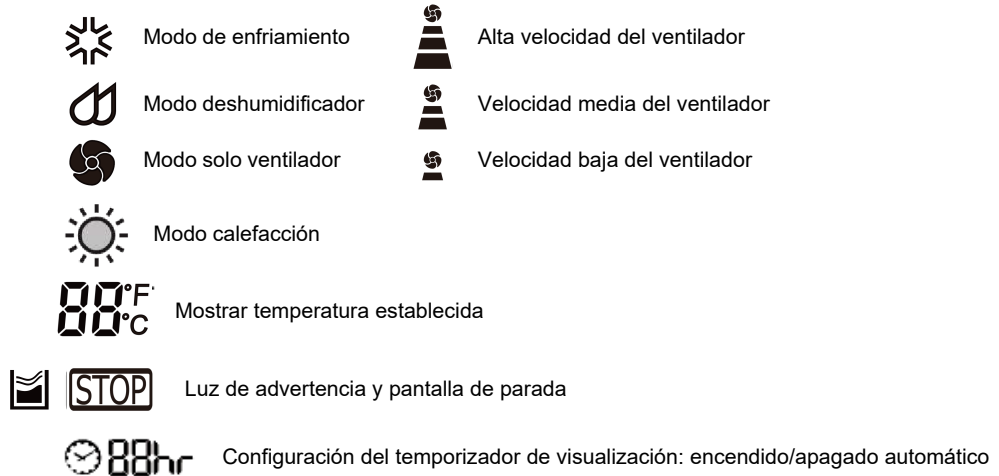 Modo de enfriamiento
Alta velocidad del ventilador
Modo deshumidificador
Velocidad media del ventilador
Modo solo ventilador
Velocidad baja del ventilador
Modo calefacción
88°F °C Mostrar temperatura establecida
STOP Luz de advertencia y pantalla de parada
88hr Configuración del temporizador de visualización: encendido/apagado automático